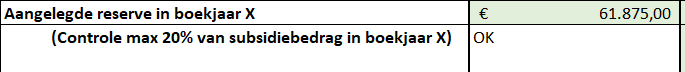 Aangelegde reserve in boekjaar X € 61.875,00
(Controle max 20% van subsidiebedrag in boekjaar X) OK